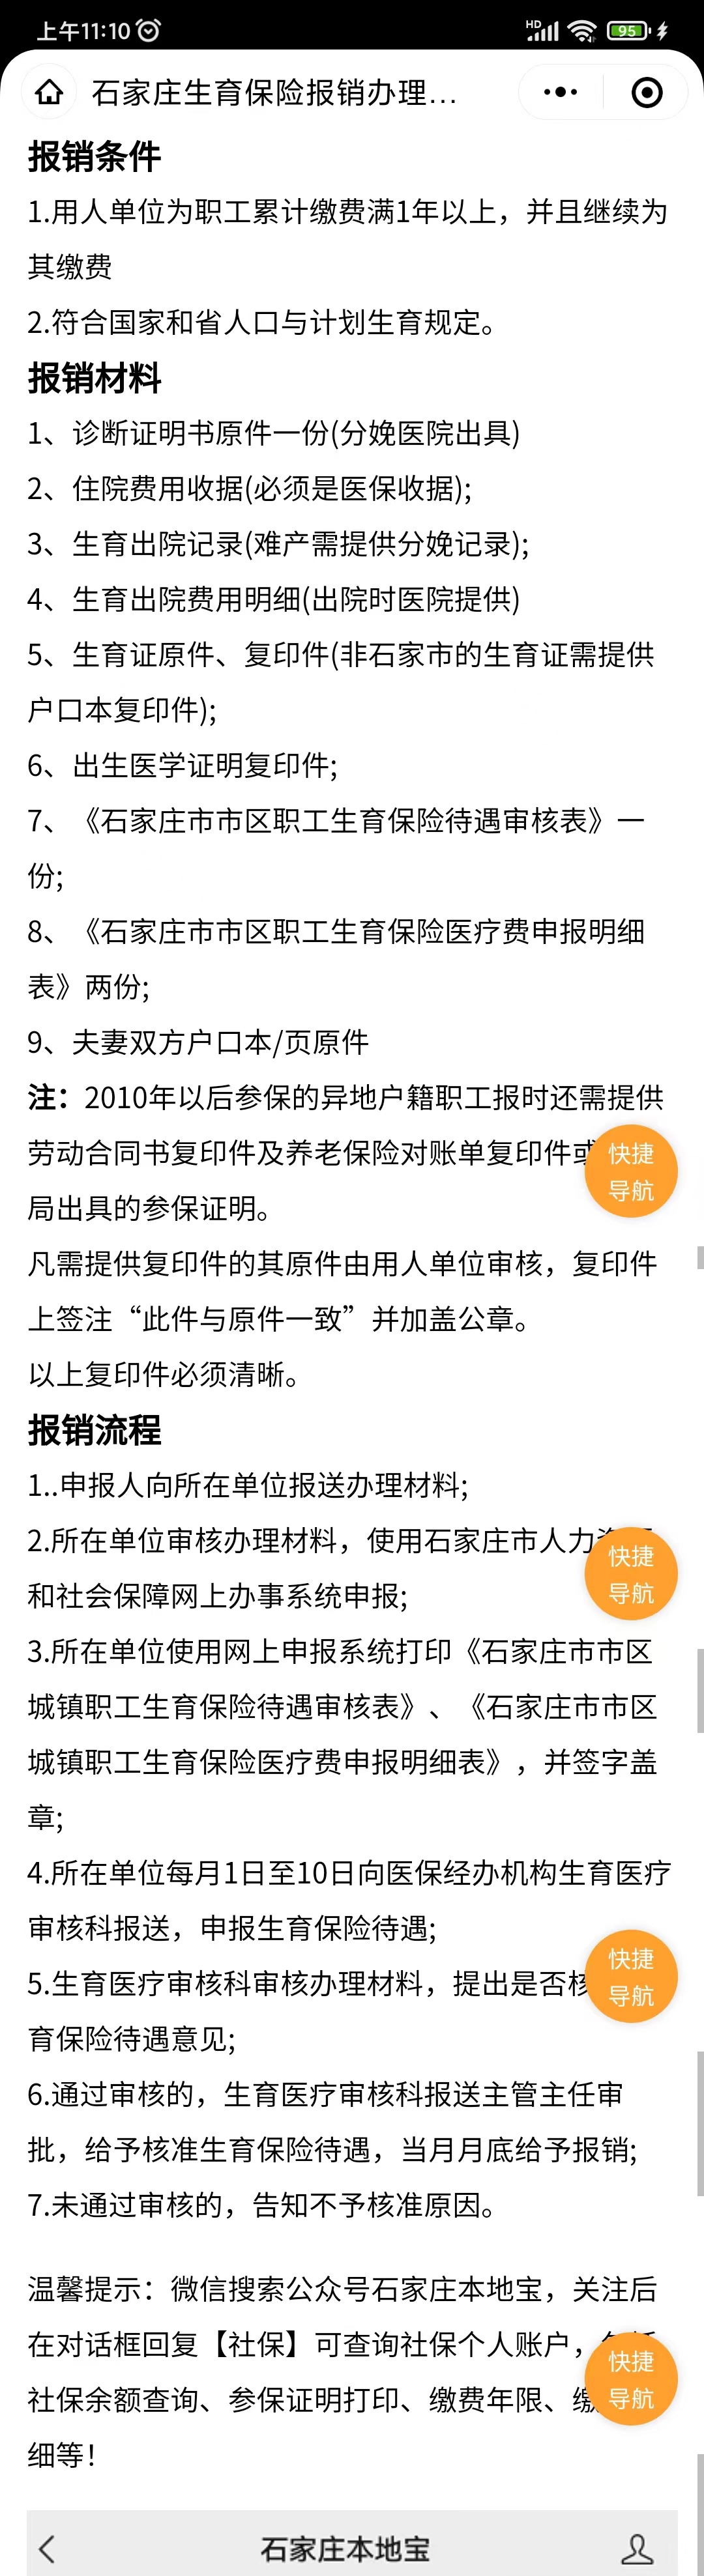 上午11:10
HD
95
石家庄生育保险报销办理...
报销条件
1.用人单位为职工累计缴费满1年以上，并且继续为
其缴费
2.符合国家和省人口与计划生育规定。
报销材料
1、诊断证明书原件一份(分娩医院出具)
2、住院费用收据(必须是医保收据);
3、生育出院记录(难产需提供分娩记录);
4、生育出院费用明细(出院时医院提供)
5、生育证原件、复印件(非石家市的生育证需提供
户口本复印件);
6、出生医学证明复印件;
7、《石家庄市市区职工生育保险待遇审核表》一
份;
8、《石家庄市市区职工生育保险医疗费申报明细
表》两份;
9、夫妻双方户口本/页原件
注：2010年以后参保的异地户籍职工报时还需提供
劳动合同书复印件及养老保险对账单复印件或
快捷
导航
局出具的参保证明。
凡需提供复印件的其原件由用人单位审核，复印件
上签注“此件与原件一致”并加盖公章。
以上复印件必须清晰。
报销流程
1..申报人向所在单位报送办理材料;
2.所在单位审核办理材料，使用石家庄市人力
快捷
导航
和社会保障网上办事系统申报;
3.所在单位使用网上申报系统打印《石家庄市市区
城镇职工生育保险待遇审核表》、《石家庄市市区
城镇职工生育保险医疗费申报明细表》，并签字盖
章;
4.所在单位每月1日至10日向医保经办机构生育医疗
审核科报送，申报生育保险待遇;
5.生育医疗审核科审核办理材料，提出是否核
快捷
导航
育保险待遇意见;
6.通过审核的，生育医疗审核科报送主管主任审
批，给予核准生育保险待遇，当月月底给予报销;
7.未通过审核的，告知不予核准原因。
温馨提示：微信搜索公众号石家庄本地宝，关注后
在对话框回复【社保】可查询社保个人账户，
快捷
导航
社保余额查询、参保证明打印、缴费年限、缴
细等！
石家庄本地宝